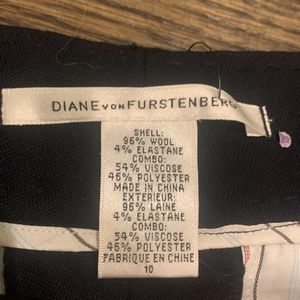 DIANE VON FURSTENBERG
SHELL:
96% WOOL
4% ELASTANE
COMBO:
54% VISCOSE
46% POLYESTER
MADE IN CHINA
EXTERIEUR:
96% LAINE
4% ELASTANE
COMBO:
54% VISCOSE
46% POLYESTER
FABRIQUE EN CHINE
10